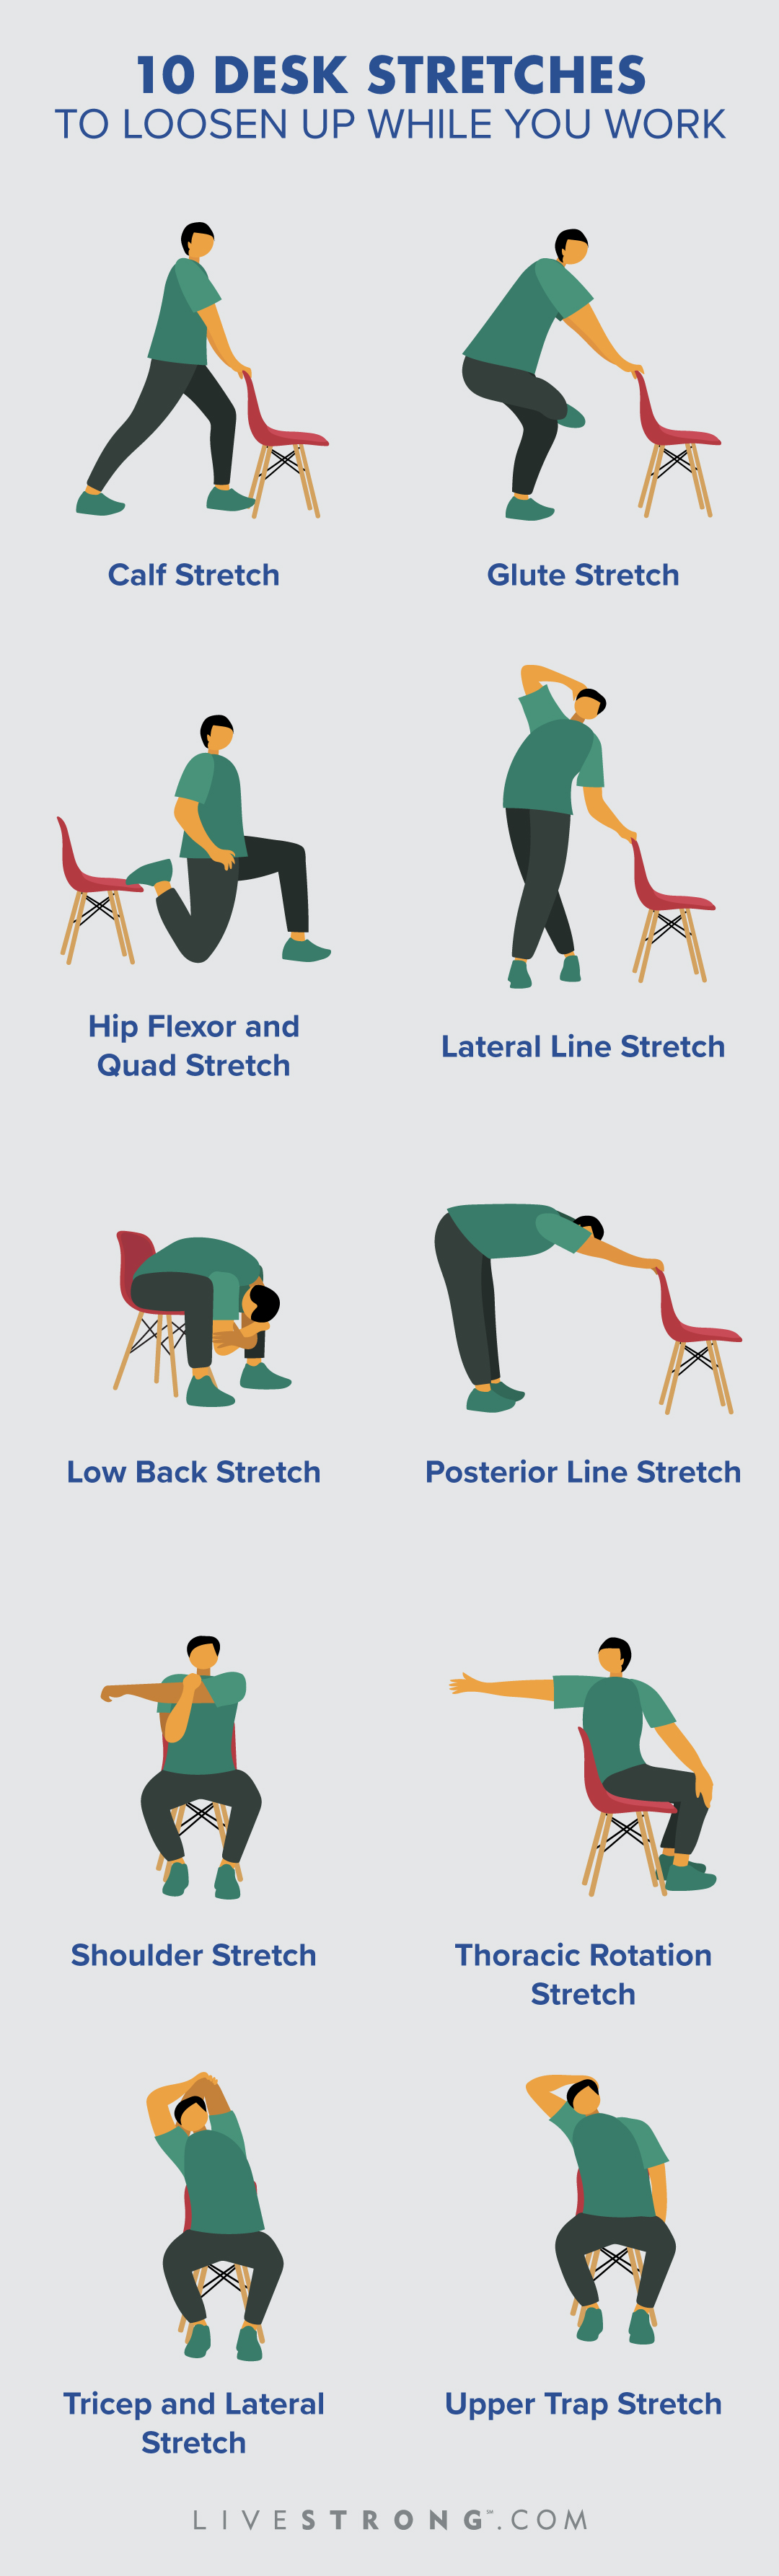 10 DESK STRETCHES
TO LOOSEN UP WHILE YOU WORK
Calf Stretch
Glute Stretch
Hip Flexor and
Quad Stretch
Lateral Line Stretch
Low Back Stretch
Posterior Line Stretch
Shoulder Stretch
Thoracic Rotation
Stretch
Tricep and Lateral
Stretch
Upper Trap Stretch
LIVESTRONG℠.COM